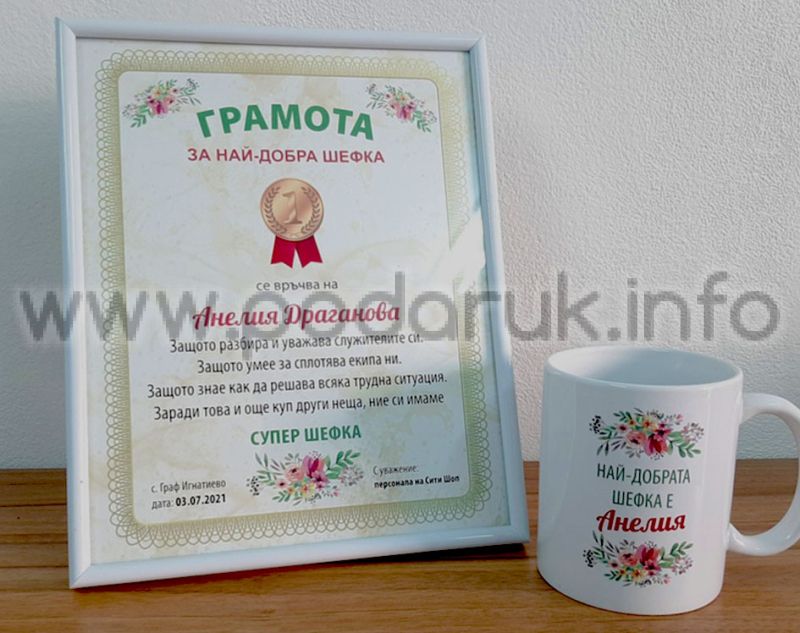 ГРАМОТА
ЗА НАЙ-ДОБРА ШЕФКА
1
се връчва на
Анелия Драганова
Защото разбира и уважава служителите си.
Защото умее за сплотява екипа ни.
Защото знае как да решава всяка трудна ситуация.
Заради това и още куп други неща, ние си имаме
СУПЕР ШЕФКА
с. Граф Игнатиево
дата: 03.07.2021
С уважение:
персонала на Сити Шоп
НАЙ-ДОБРАТА
ШЕФКА Е
Анелия
www.podaruk.info